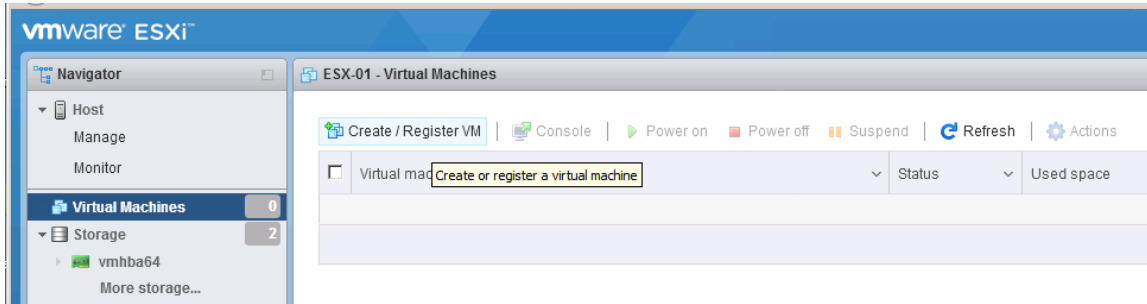 vmware ESXi™
Navigator
ESX-01 - Virtual Machines
Host
Manage
Monitor
Create / Register VM | Console | Power on Power off Suspend | Refresh | Actions
Virtual mac Status Used space
Create or register a virtual machine
Virtual Machines 0
Storage 2
vmhba64
More storage...